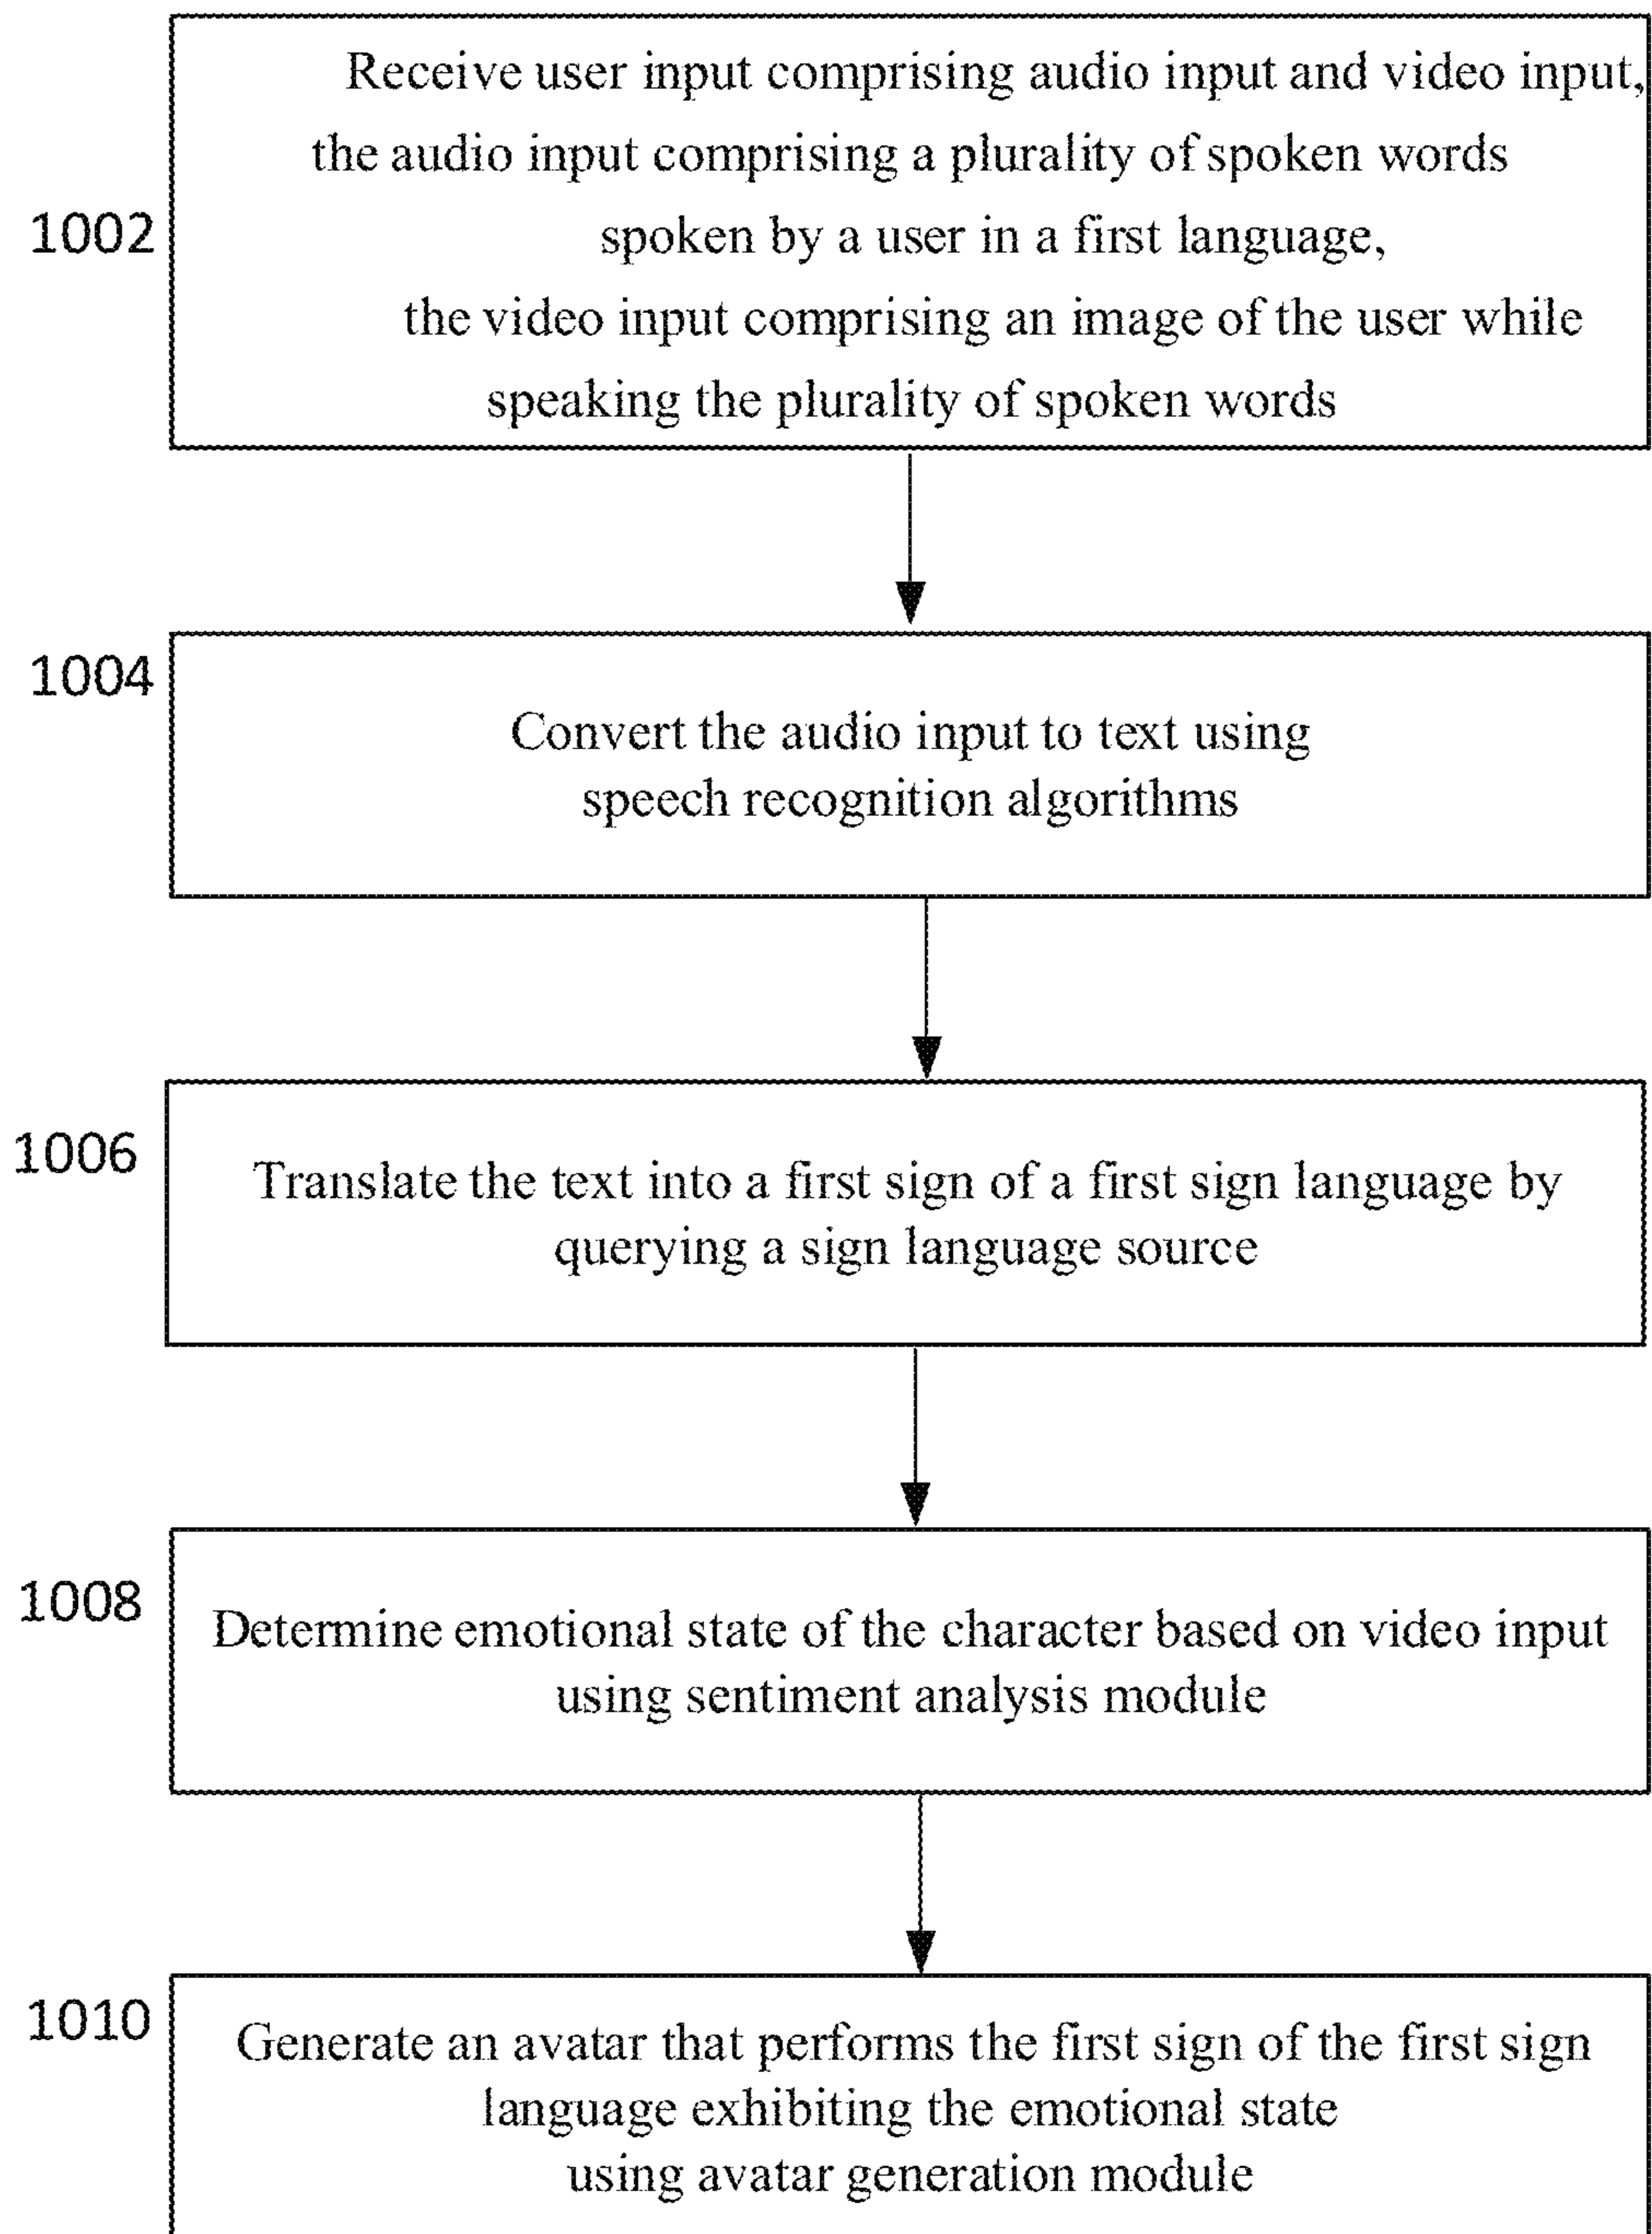 Receive user input comprising audio input and video input,
the audio input comprising a plurality of spoken words
1002
spoken by a user in a first language,
the video input comprising an image of the user while
speaking the plurality of spoken words
1004
Convert the audio input to text using
speech recognition algorithms
1006
Translate the text into a first sign of a first sign language by
querying a sign language source
1008
Determine emotional state of the character based on video input
using sentiment analysis module
1010
Generate an avatar that performs the first sign of the first sign
language exhibiting the emotional state
using avatar generation module